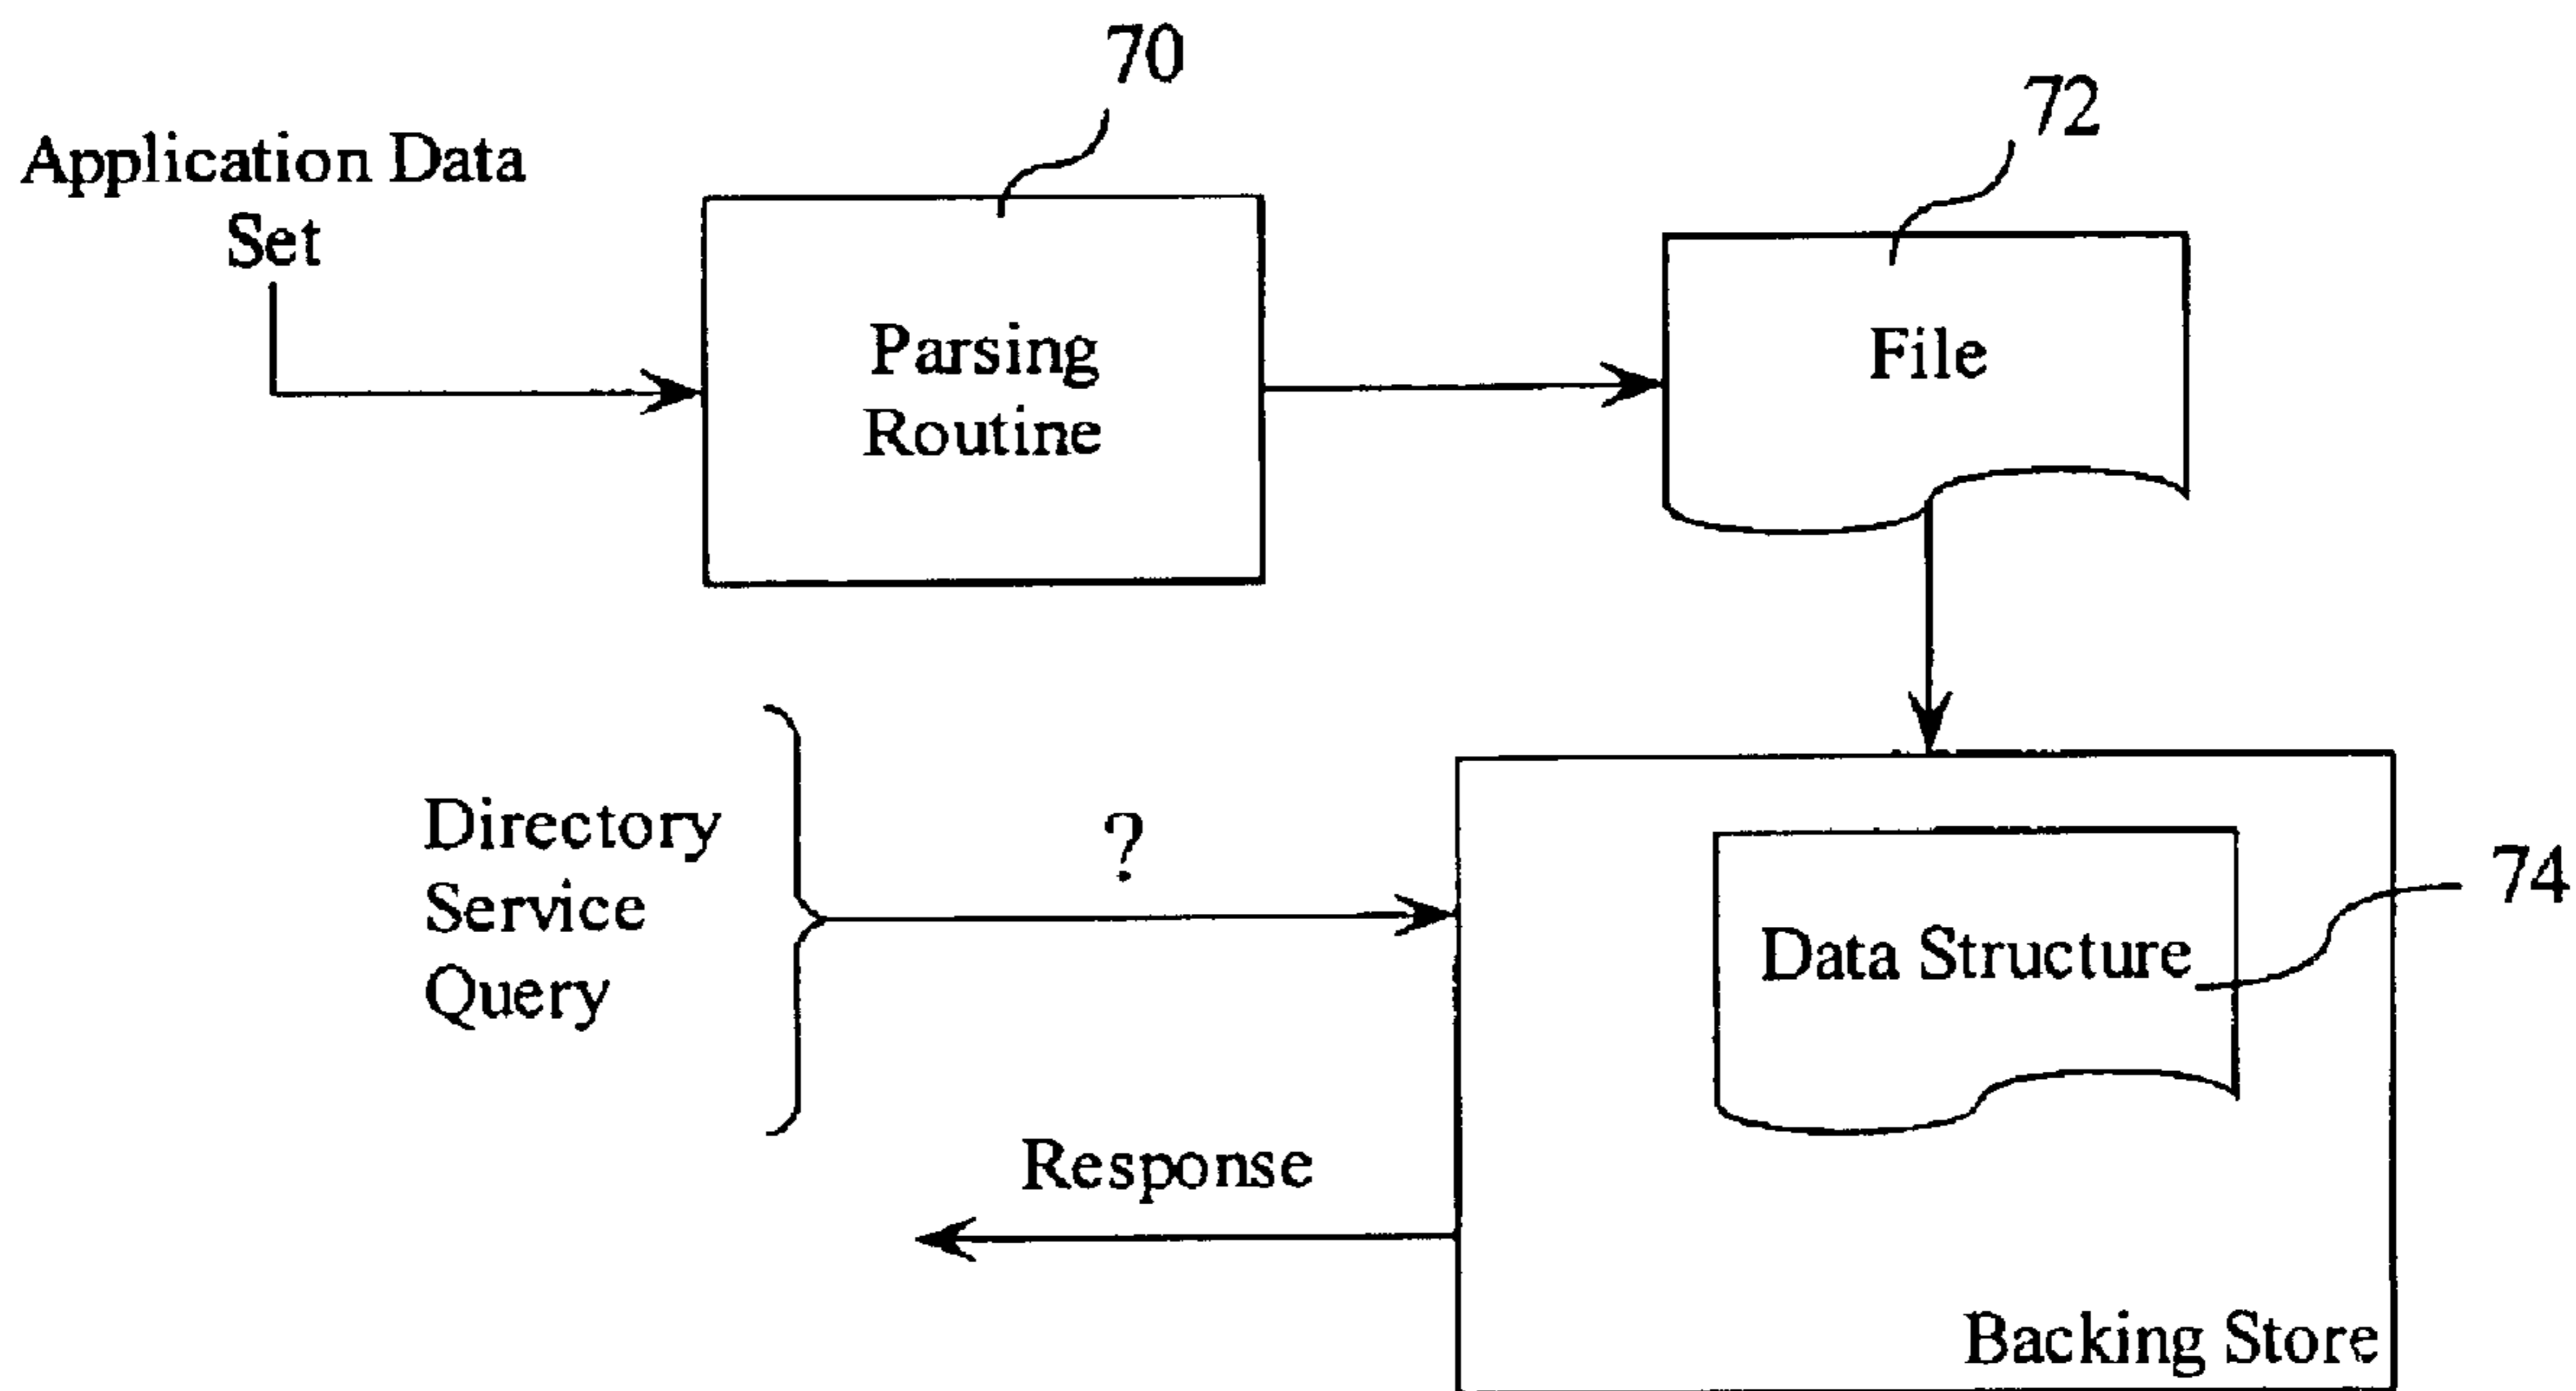 70
72
Application Data
Set
Parsing
Routine
File
Directory
Service
Query
?
Data Structure
74
Response
Backing Store